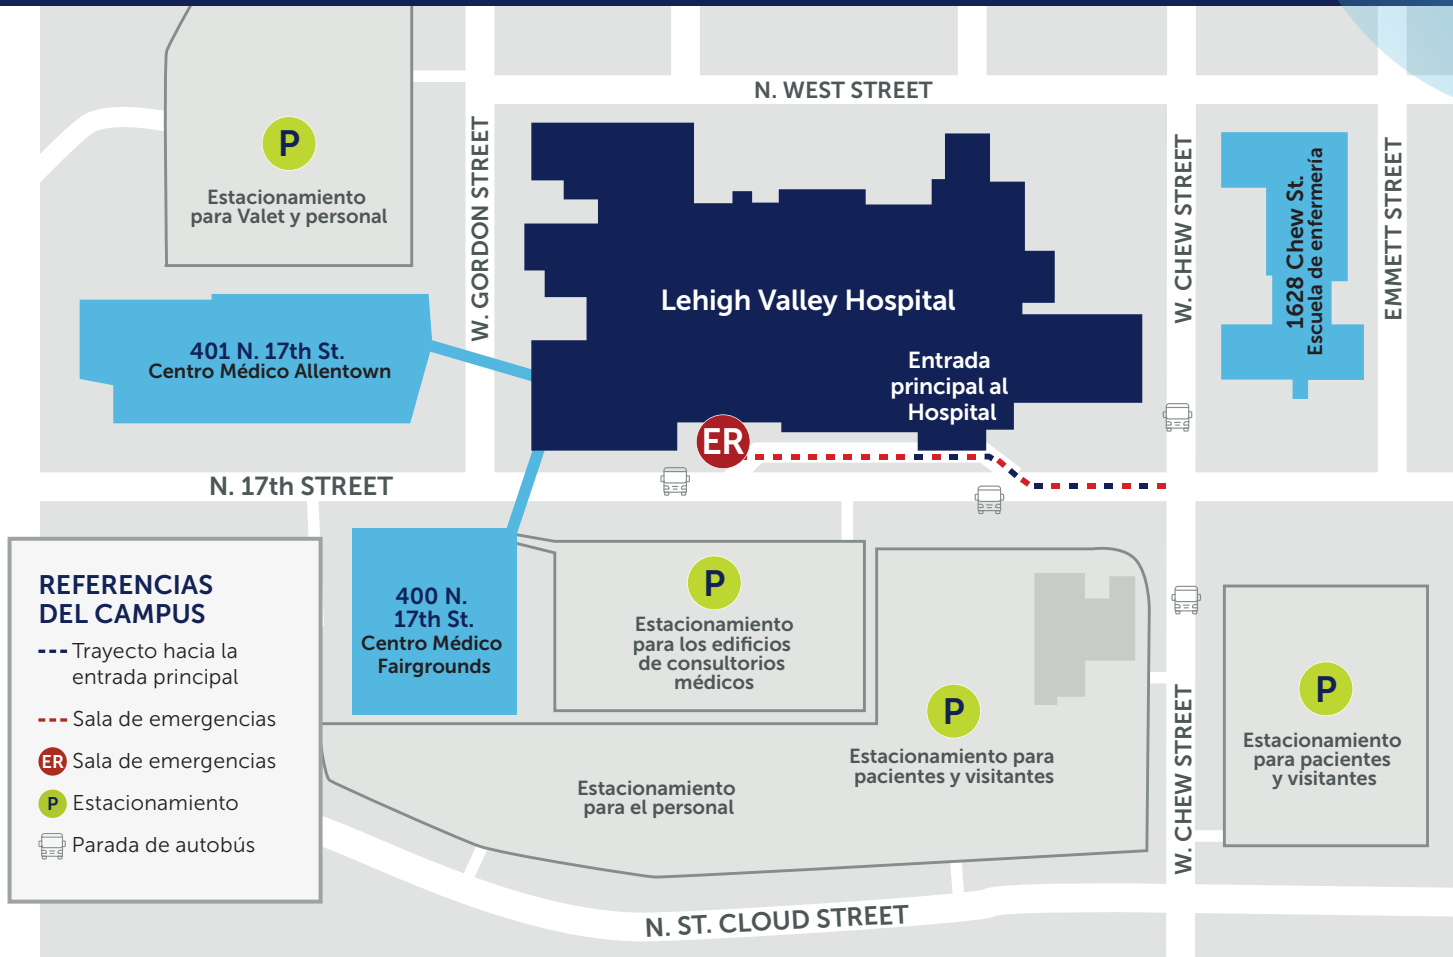 N. WEST STREET
P
Estacionamiento
para Valet y personal
W. GORDON STREET
W. CHEW STREET
1628 Chew St.
Escuela de enfermería
EMMETT STREET
Lehigh Valley Hospital
401 N. 17th St.
Centro Médico Allentown
Entrada
principal al
Hospital
ER
N. 17th STREET
REFERENCIAS
DEL CAMPUS
Trayecto hacia la
entrada principal
Sala de emergencias
ER Sala de emergencias
P Estacionamiento
Parada de autobús
400 N.
17th St.
Centro Médico
Fairgrounds
P
Estacionamiento
para los edificios
de consultorios
médicos
P
Estacionamiento para
pacientes y visitantes
Estacionamiento
para el personal
W. CHEW STREET
P
Estacionamiento
para pacientes
y visitantes
N. ST. CLOUD STREET